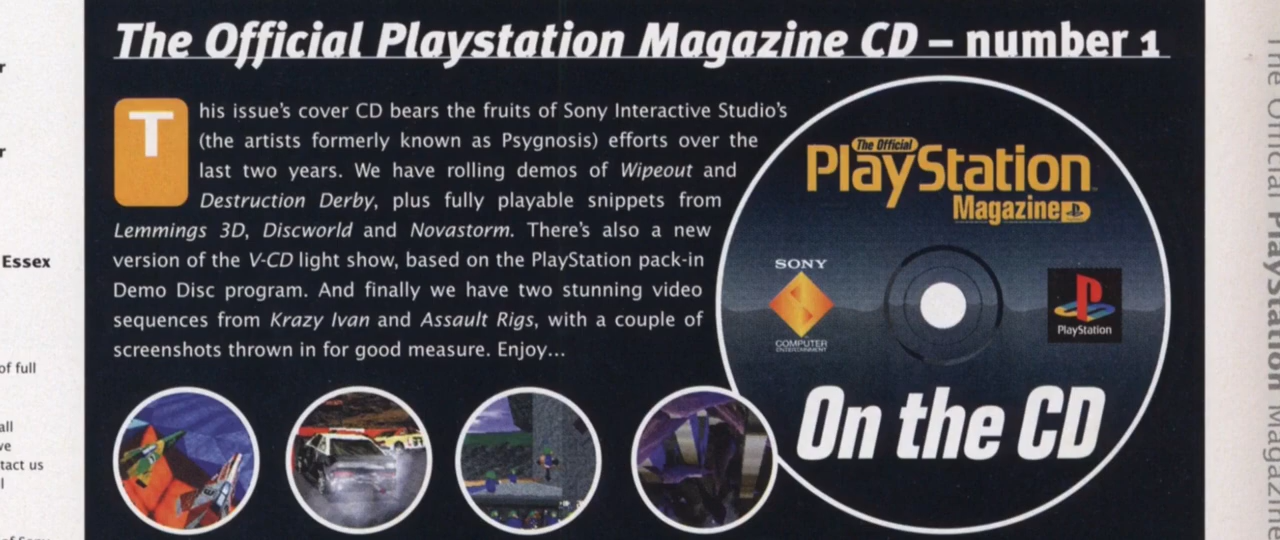 The Official Playstation Magazine CD – number 1
This issue's cover CD bears the fruits of Sony Interactive Studio's
(the artists formerly known as Psygnosis) efforts over the
last two years. We have rolling demos of Wipeout and
Destruction Derby, plus fully playable snippets from
Lemmings 3D, Discworld and Novastorm. There's also a new
version of the V-CD light show, based on the PlayStation pack-in
Demo Disc program. And finally we have two stunning video
sequences from Krazy Ivan and Assault Rigs, with a couple of
screenshots thrown in for good measure. Enjoy...
The Official
PlayStation
Magazine
SONY
COMPUTER
ENTERTAINMENT
PlayStation
On the CD
r
r
Essex
of full
all
ve
tact us
l
of Sony
The Official PlayStation Magazine